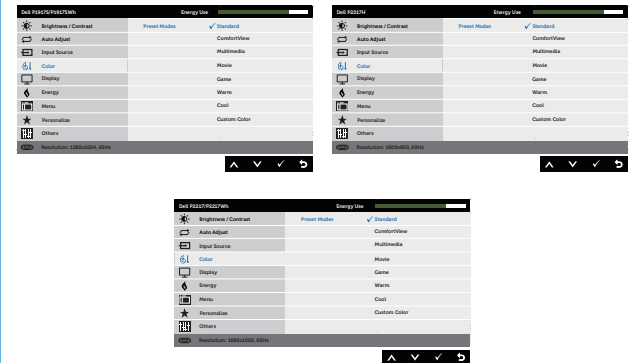 Dell P1917S/P1917SWh Energy Use
Brightness / Contrast Preset Modes ✓ Standard
Auto Adjust ComfortView
Input Source Multimedia
Color Movie
Display Game
Energy Warm
Menu Cool
Personalize Custom Color
Others
Resolution: 1280x1024, 60Hz
Dell P2017H Energy Use
Brightness / Contrast Preset Modes ✓ Standard
Auto Adjust ComfortView
Input Source Multimedia
Color Movie
Display Game
Energy Warm
Menu Cool
Personalize Custom Color
Others
Resolution: 1600x900, 60Hz
Dell P2217/P2217Wh Energy Use
Brightness / Contrast Preset Modes ✓ Standard
Auto Adjust ComfortView
Input Source Multimedia
Color Movie
Display Game
Energy Warm
Menu Cool
Personalize Custom Color
Others
Resolution: 1680x1050, 60Hz